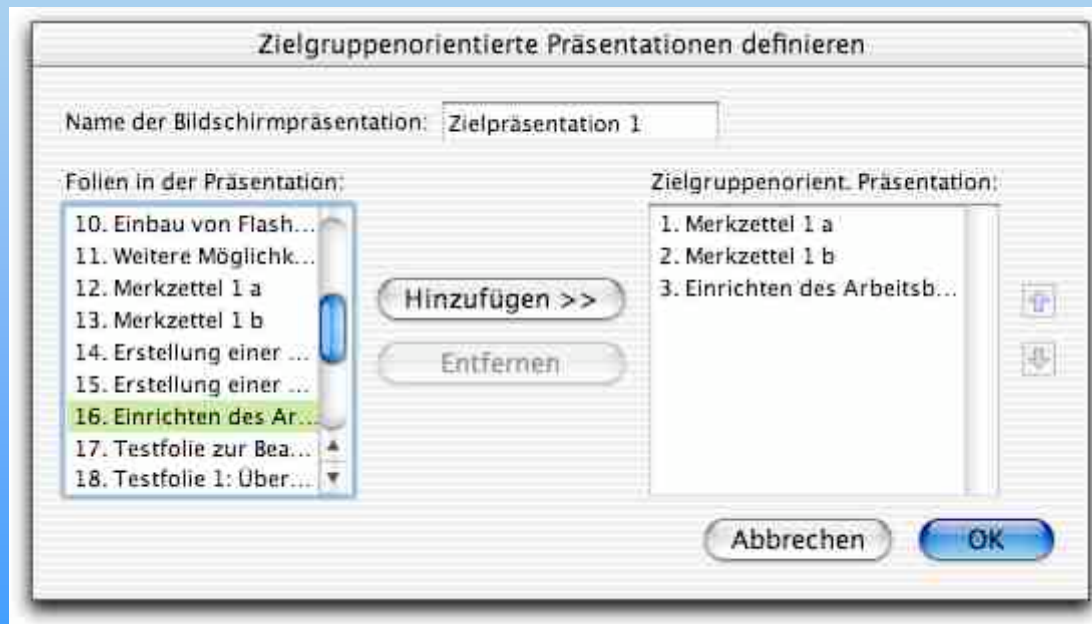 Zielgruppenorientierte Präsentationen definieren
Name der Bildschirmpräsentation: Zielpräsentation 1
Folien in der Präsentation:
10. Einbau von Flash...
11. Weitere Möglichk...
12. Merkzettel 1 a
13. Merkzettel 1 b
14. Erstellung einer ...
15. Erstellung einer ...
16. Einrichten des Ar...
17. Testfolie zur Bea...
18. Testfolie 1: Über...
Hinzufügen >>
Entfernen
Zielgruppenorient. Präsentation:
1. Merkzettel 1 a
2. Merkzettel 1 b
3. Einrichten des Arbeitsb...
Abbrechen
OK